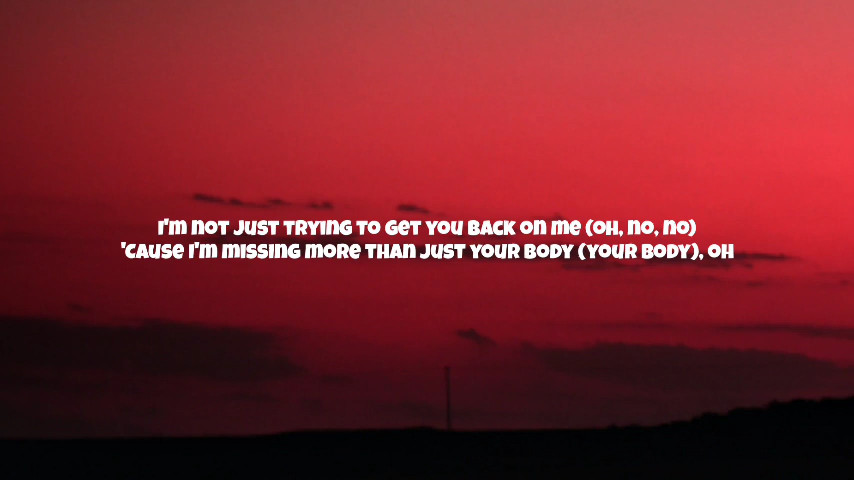 I'm not just trying to get you back on me (oh, no, no)
'cause I'm missing more than just your body (your body), oh